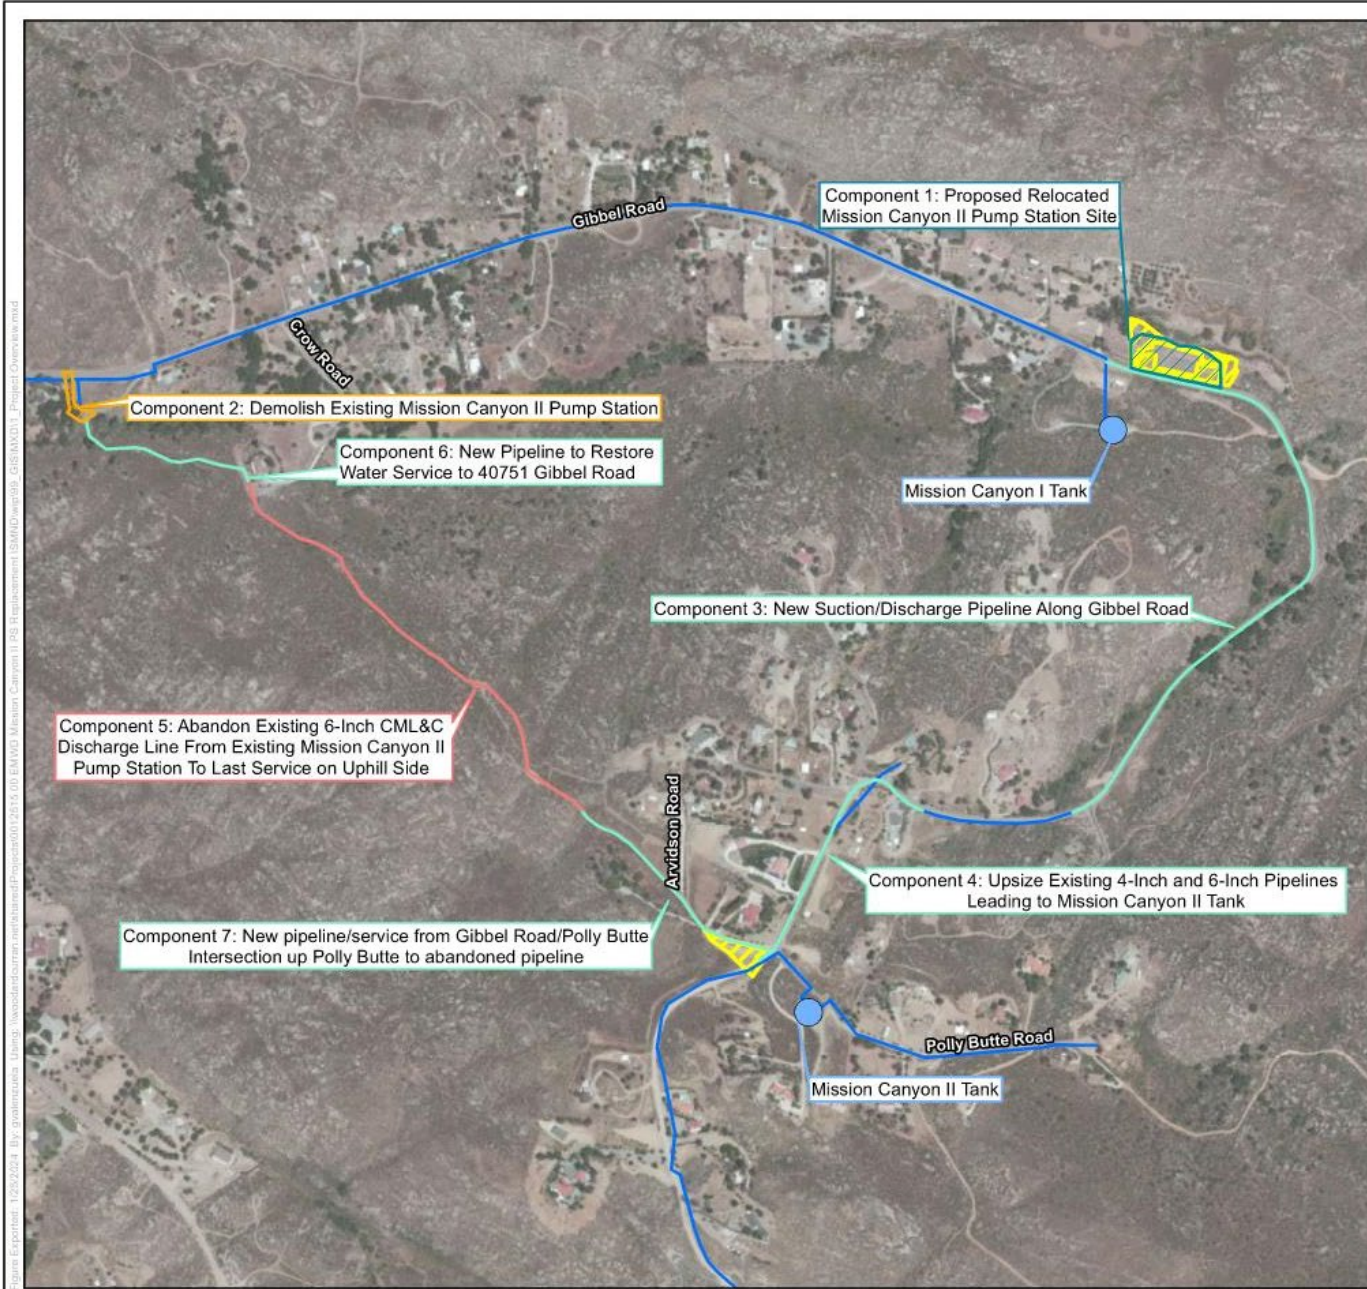 Gibbel Road
Component 1: Proposed Relocated
Mission Canyon II Pump Station Site
Crow Road
Component 2: Demolish Existing Mission Canyon II Pump Station
Component 6: New Pipeline to Restore
Water Service to 40751 Gibbel Road
Mission Canyon I Tank
Component 3: New Suction/Discharge Pipeline Along Gibbel Road
Component 5: Abandon Existing 6-Inch CML&C
Discharge Line From Existing Mission Canyon II
Pump Station To Last Service on Uphill Side
Arvidson Road
Component 4: Upsize Existing 4-Inch and 6-Inch Pipelines
Leading to Mission Canyon II Tank
Component 7: New pipeline/service from Gibbel Road/Polly Butte
Intersection up Polly Butte to abandoned pipeline
Polly Butte Road
Mission Canyon II Tank